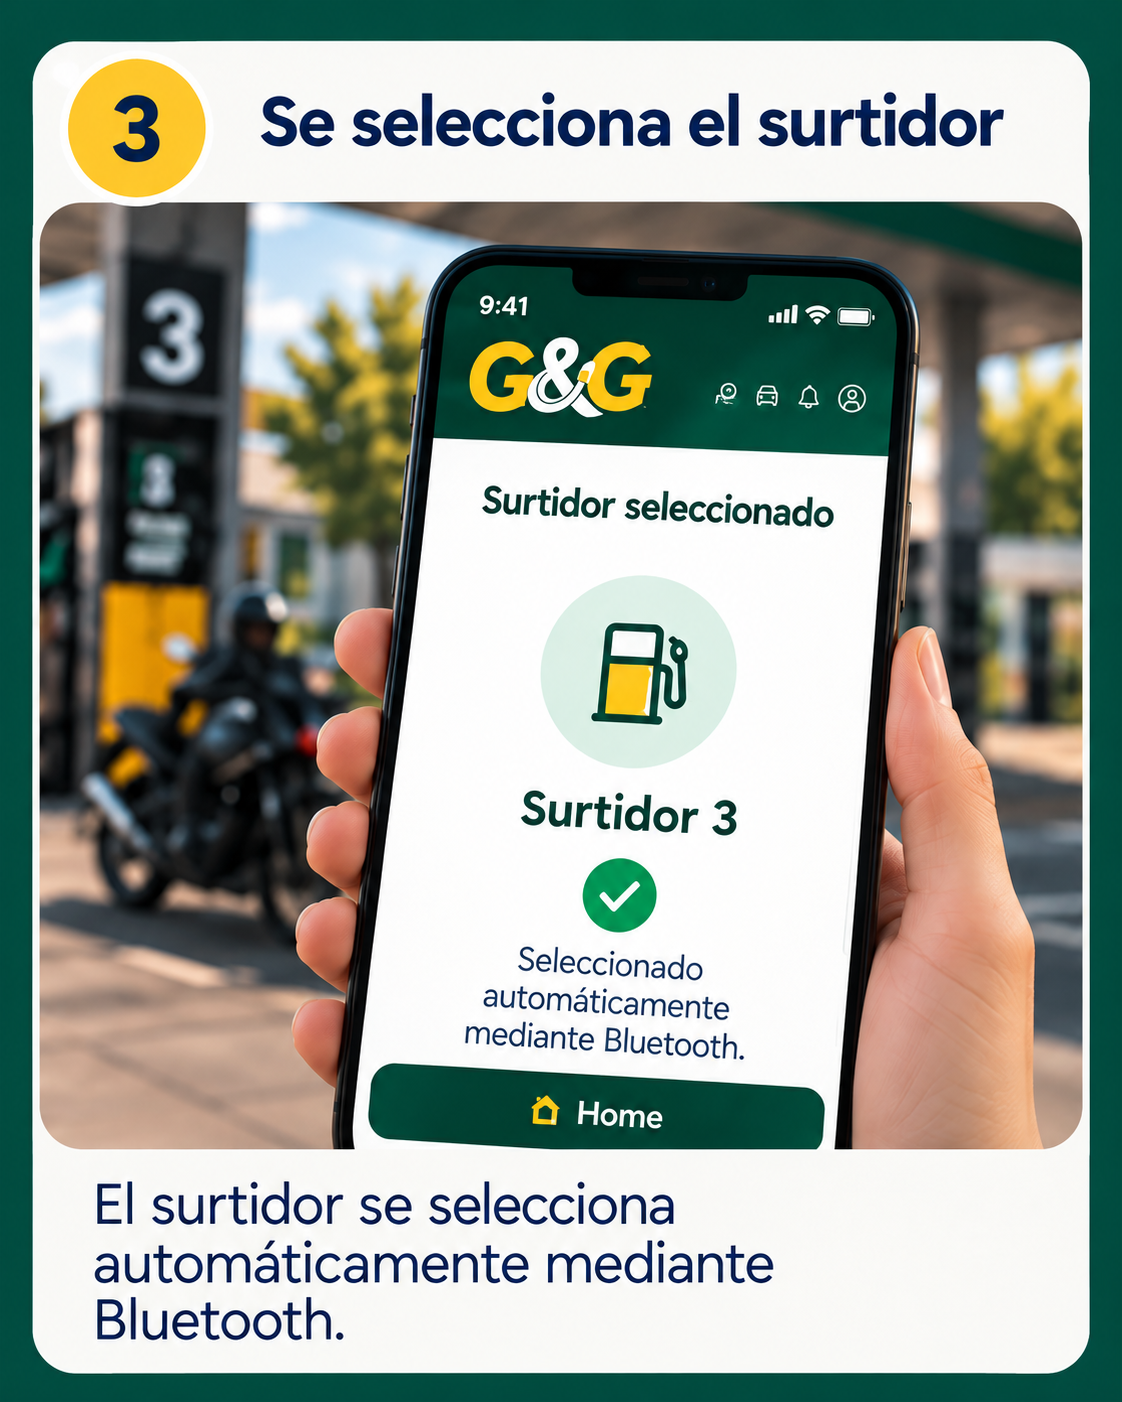 3
Se selecciona el surtidor
3
9:41
G&G
Surtidor seleccionado
Surtidor 3
Seleccionado
automáticamente
mediante Bluetooth.
Home
El surtidor se selecciona
automáticamente mediante
Bluetooth.